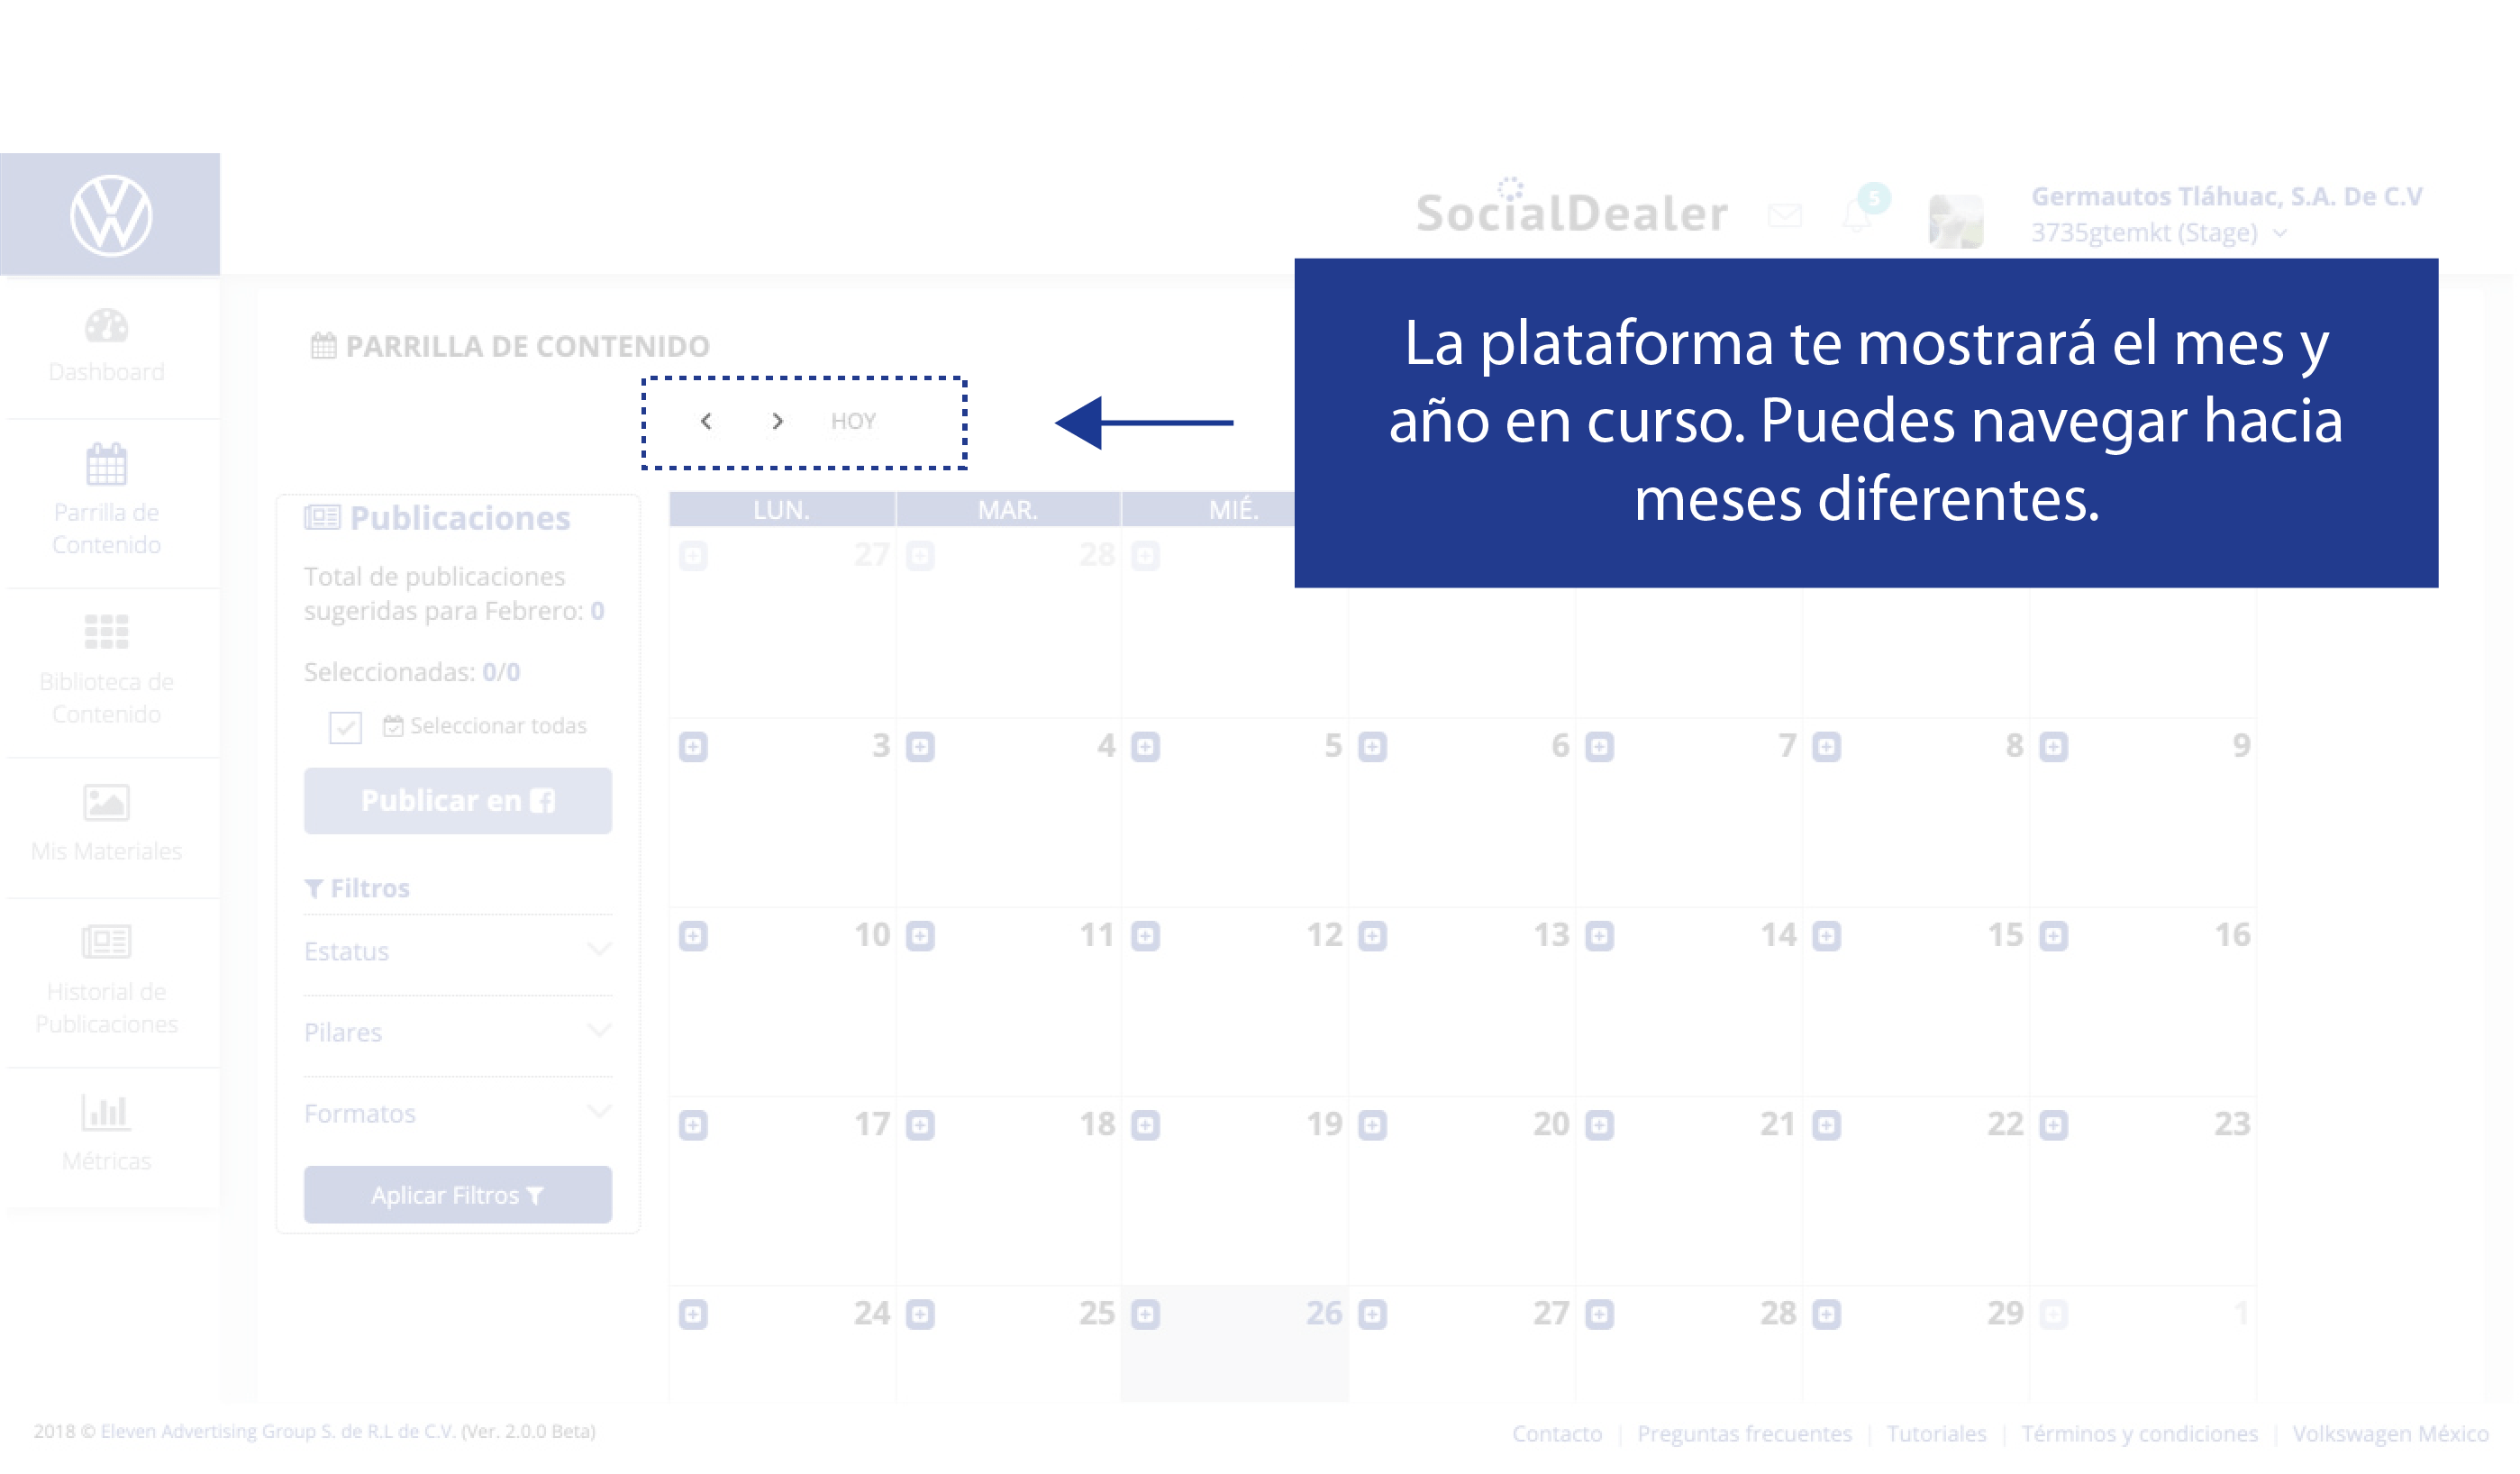 SocialDealer
5
Germautos Tláhuac, S.A. De C.V
3735gtemkt (Stage)
Dashboard
Parrilla de
Contenido
Biblioteca de
Contenido
Mis Materiales
Historial de
Publicaciones
Métricas
PARRILLA DE CONTENIDO
HOY
La plataforma te mostrará el mes y
año en curso. Puedes navegar hacia
meses diferentes.
Publicaciones
Total de publicaciones
sugeridas para Febrero: 0
Seleccionadas: 0/0
Seleccionar todas
Publicar en
Filtros
Estatus
Pilares
Formatos
Aplicar Filtros
LUN. MAR. MIÉ.
27 28
3 4 5 6 7 8 9
10 11 12 13 14 15 16
17 18 19 20 21 22 23
24 25 26 27 28 29 1
2018 © Eleven Advertising Group S. de R.L de C.V. (Ver. 2.0.0 Beta)
Contacto | Preguntas frecuentes | Tutoriales | Términos y condiciones | Volkswagen México